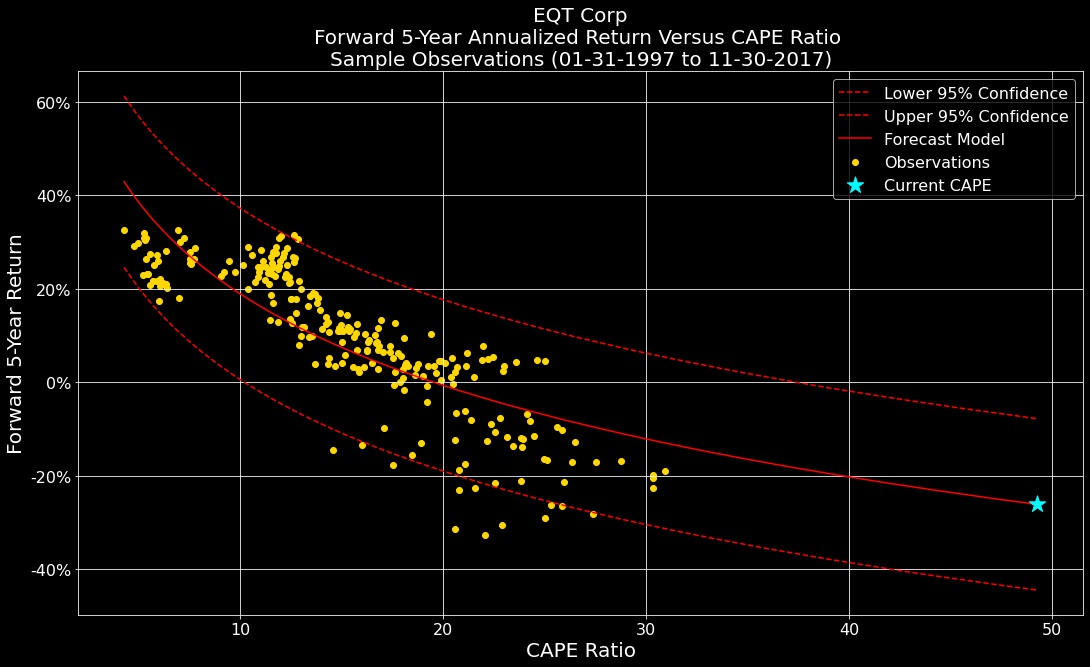 EQT Corp
Forward 5-Year Annualized Return Versus CAPE Ratio
Sample Observations (01-31-1997 to 11-30-2017)
Lower 95% Confidence
Upper 95% Confidence
Forecast Model
Observations
Current CAPE
Forward 5-Year Return
60%
40%
20%
0%
-20%
-40%
10
20
30
40
50
CAPE Ratio